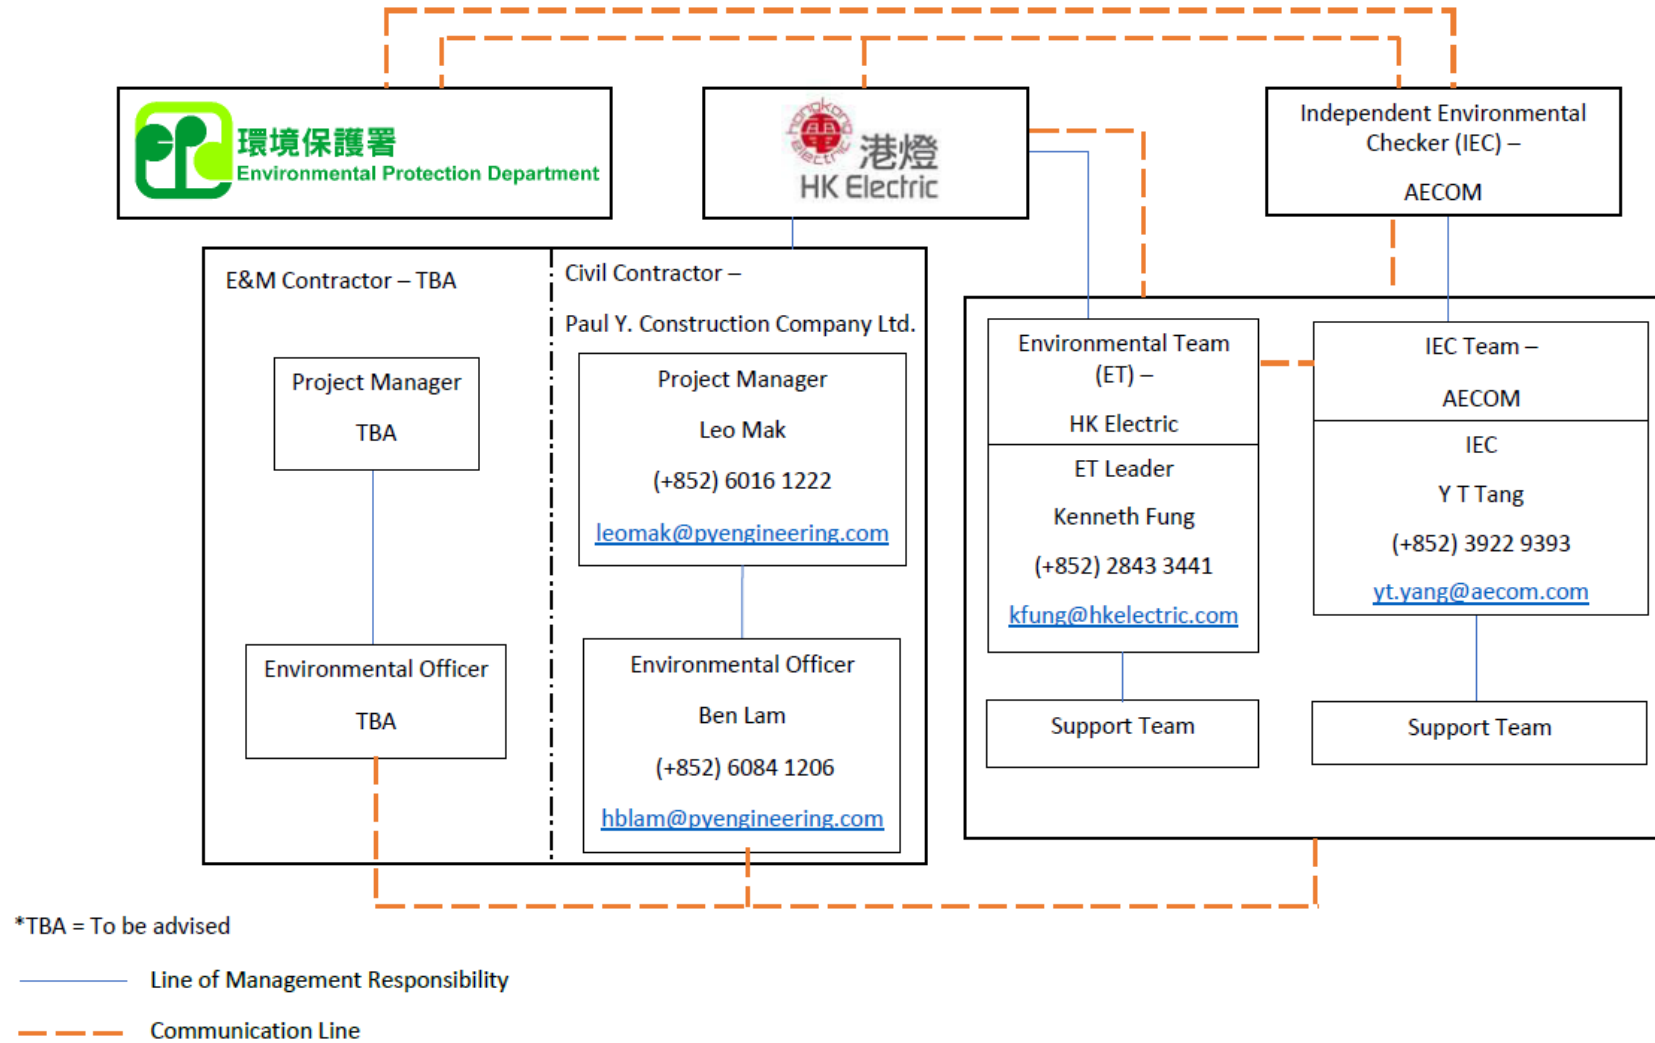 環境保護署
Environmental Protection Department
hongkong electric
港燈
HK Electric
Independent Environmental
Checker (IEC) –
AECOM
E&M Contractor – TBA
Project Manager
TBA
Environmental Officer
TBA
Civil Contractor –
Paul Y. Construction Company Ltd.
Project Manager
Leo Mak
(+852) 6016 1222
leomak@pyengineering.com
Environmental Officer
Ben Lam
(+852) 6084 1206
hblam@pyengineering.com
Environmental Team
(ET) –
HK Electric
ET Leader
Kenneth Fung
(+852) 2843 3441
kfung@hkelectric.com
Support Team
IEC Team –
AECOM
IEC
Y T Tang
(+852) 3922 9393
yt.yang@aecom.com
Support Team
*TBA = To be advised
Line of Management Responsibility
Communication Line